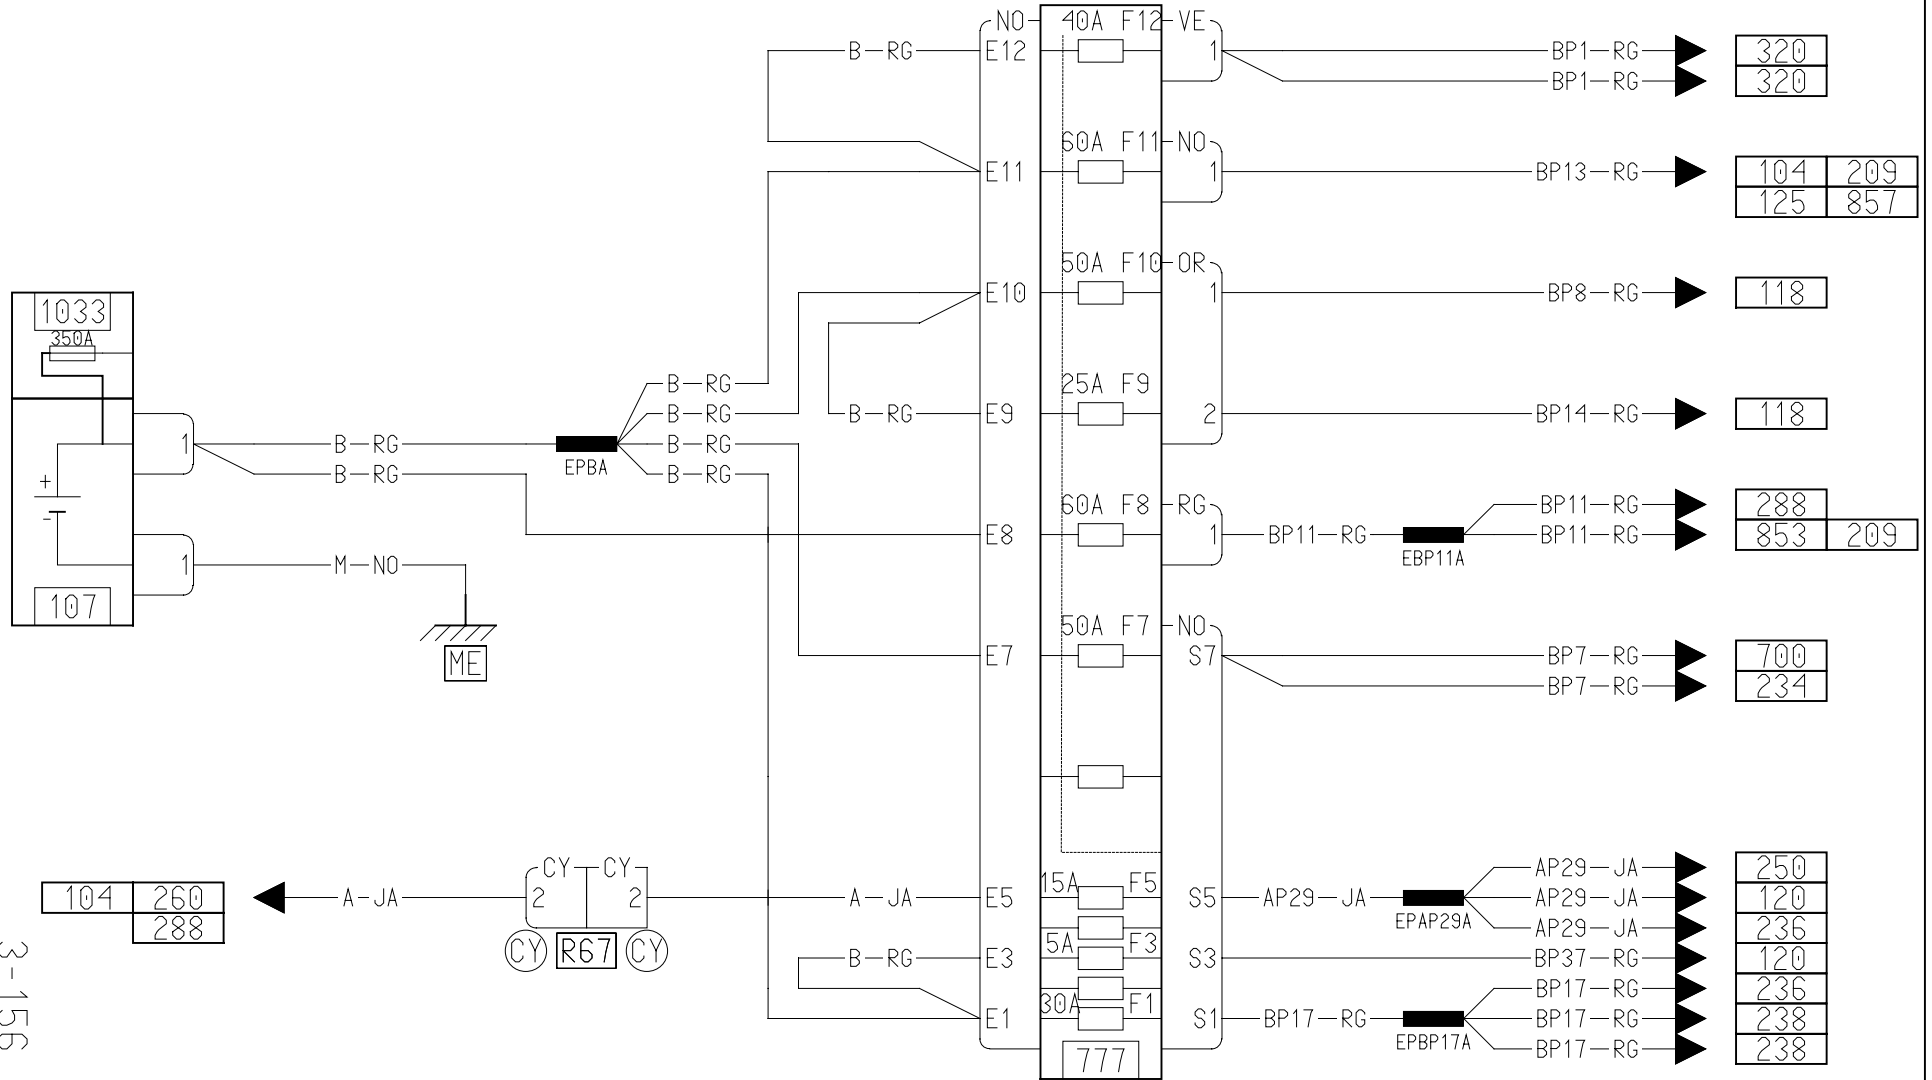 NO 40A F12 VE
B RG E12 1 BP1 RG 320
BP1 RG 320
60A F11 NO
E11 1 BP13 RG 104 209
125 857
50A F10 OR
E10 1 BP8 RG 118
1033
350A
25A F9
B RG
B RG B RG E9 2 BP14 RG 118
1 B RG B RG
EPBA
+ B RG B RG
-
60A F8 RG BP11 RG 288
E8 1 BP11 RG BP11 RG 853 209
EBP11A
1 M NO
107
50A F7 NO
ME E7 S7 BP7 RG 700
BP7 RG 234
CY CY AP29 JA 250
15A F5
104 260 A JA 2 2 A JA E5 S5 AP29 JA AP29 JA 120
EPAP29A
288 AP29 JA 236
CY R67 CY
5A F3
B RG E3 S3 BP37 RG 120
BP17 RG 236
30A F1
E1 S1 BP17 RG BP17 RG 238
EPBP17A
BP17 RG 238
777
3-156